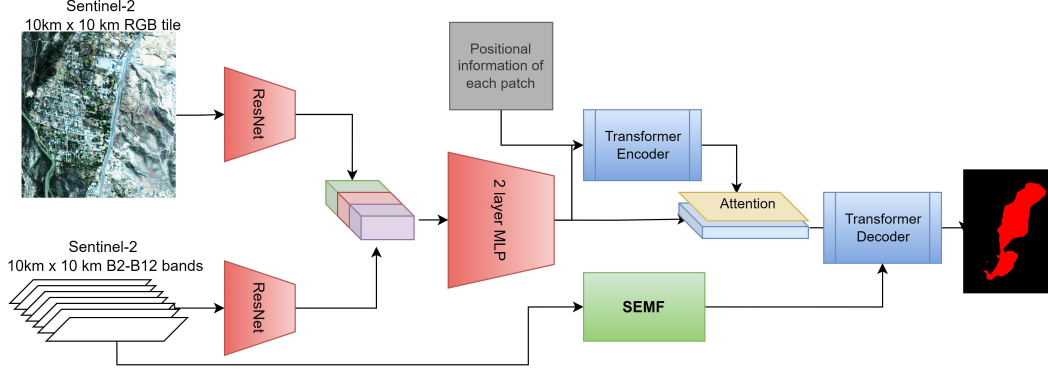 Sentinel-2
10km x 10 km RGB tile
ResNet
Positional
information of
each patch
Transformer
Encoder
2 layer MLP
Attention
Transformer
Decoder
Sentinel-2
10km x 10 km B2-B12 bands
ResNet
SEMF